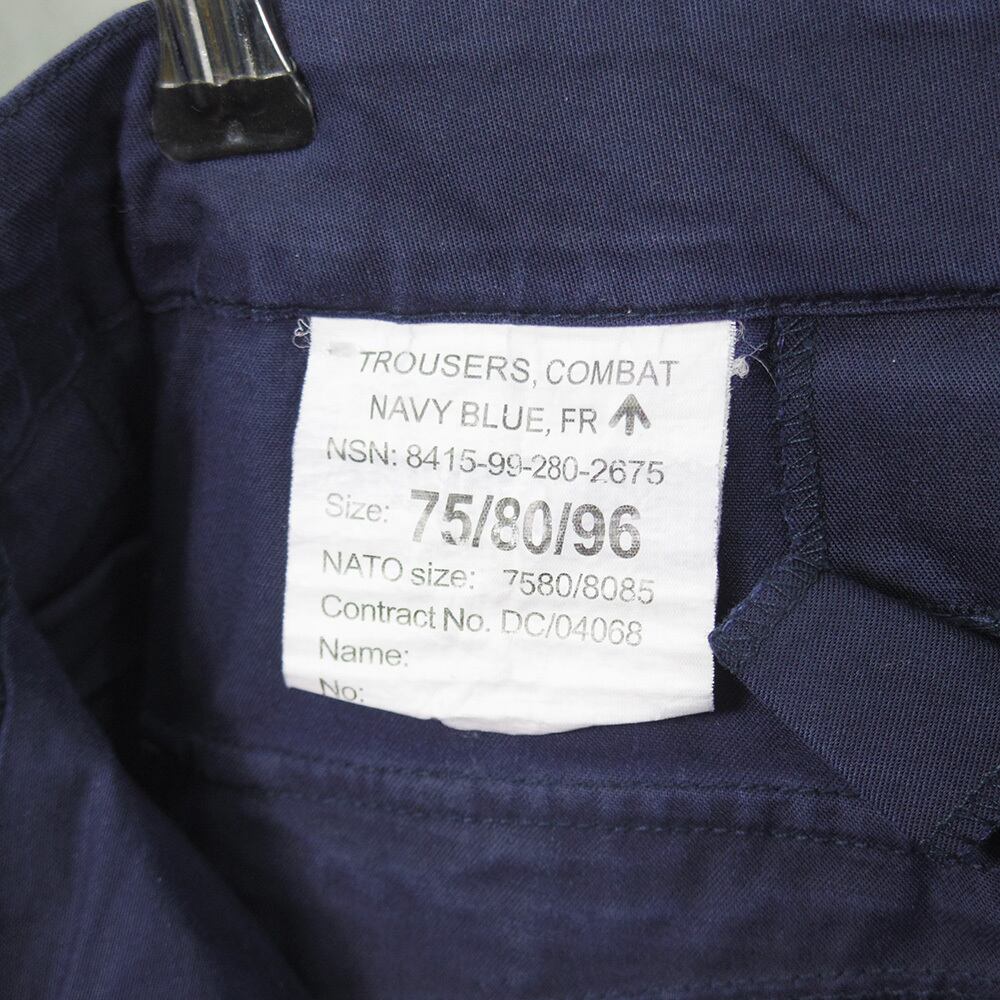 TROUSERS, COMBAT
NAVY BLUE, FR
NSN: 8415-99-280-2675
Size: 75/80/96
NATO size: 7580/8085
Contract No. DC/04068
Name:
No: